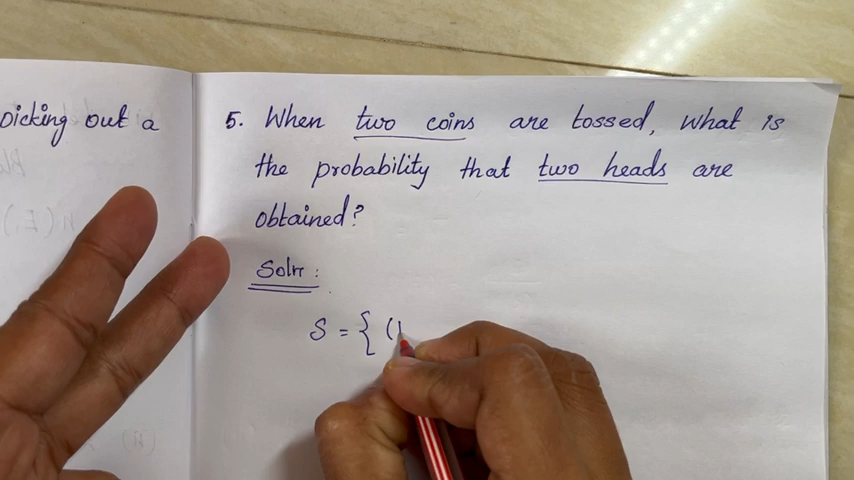 picking out a
5. When two coins are tossed, what is
the probability that two heads are
obtained?
Soln:
S = { (